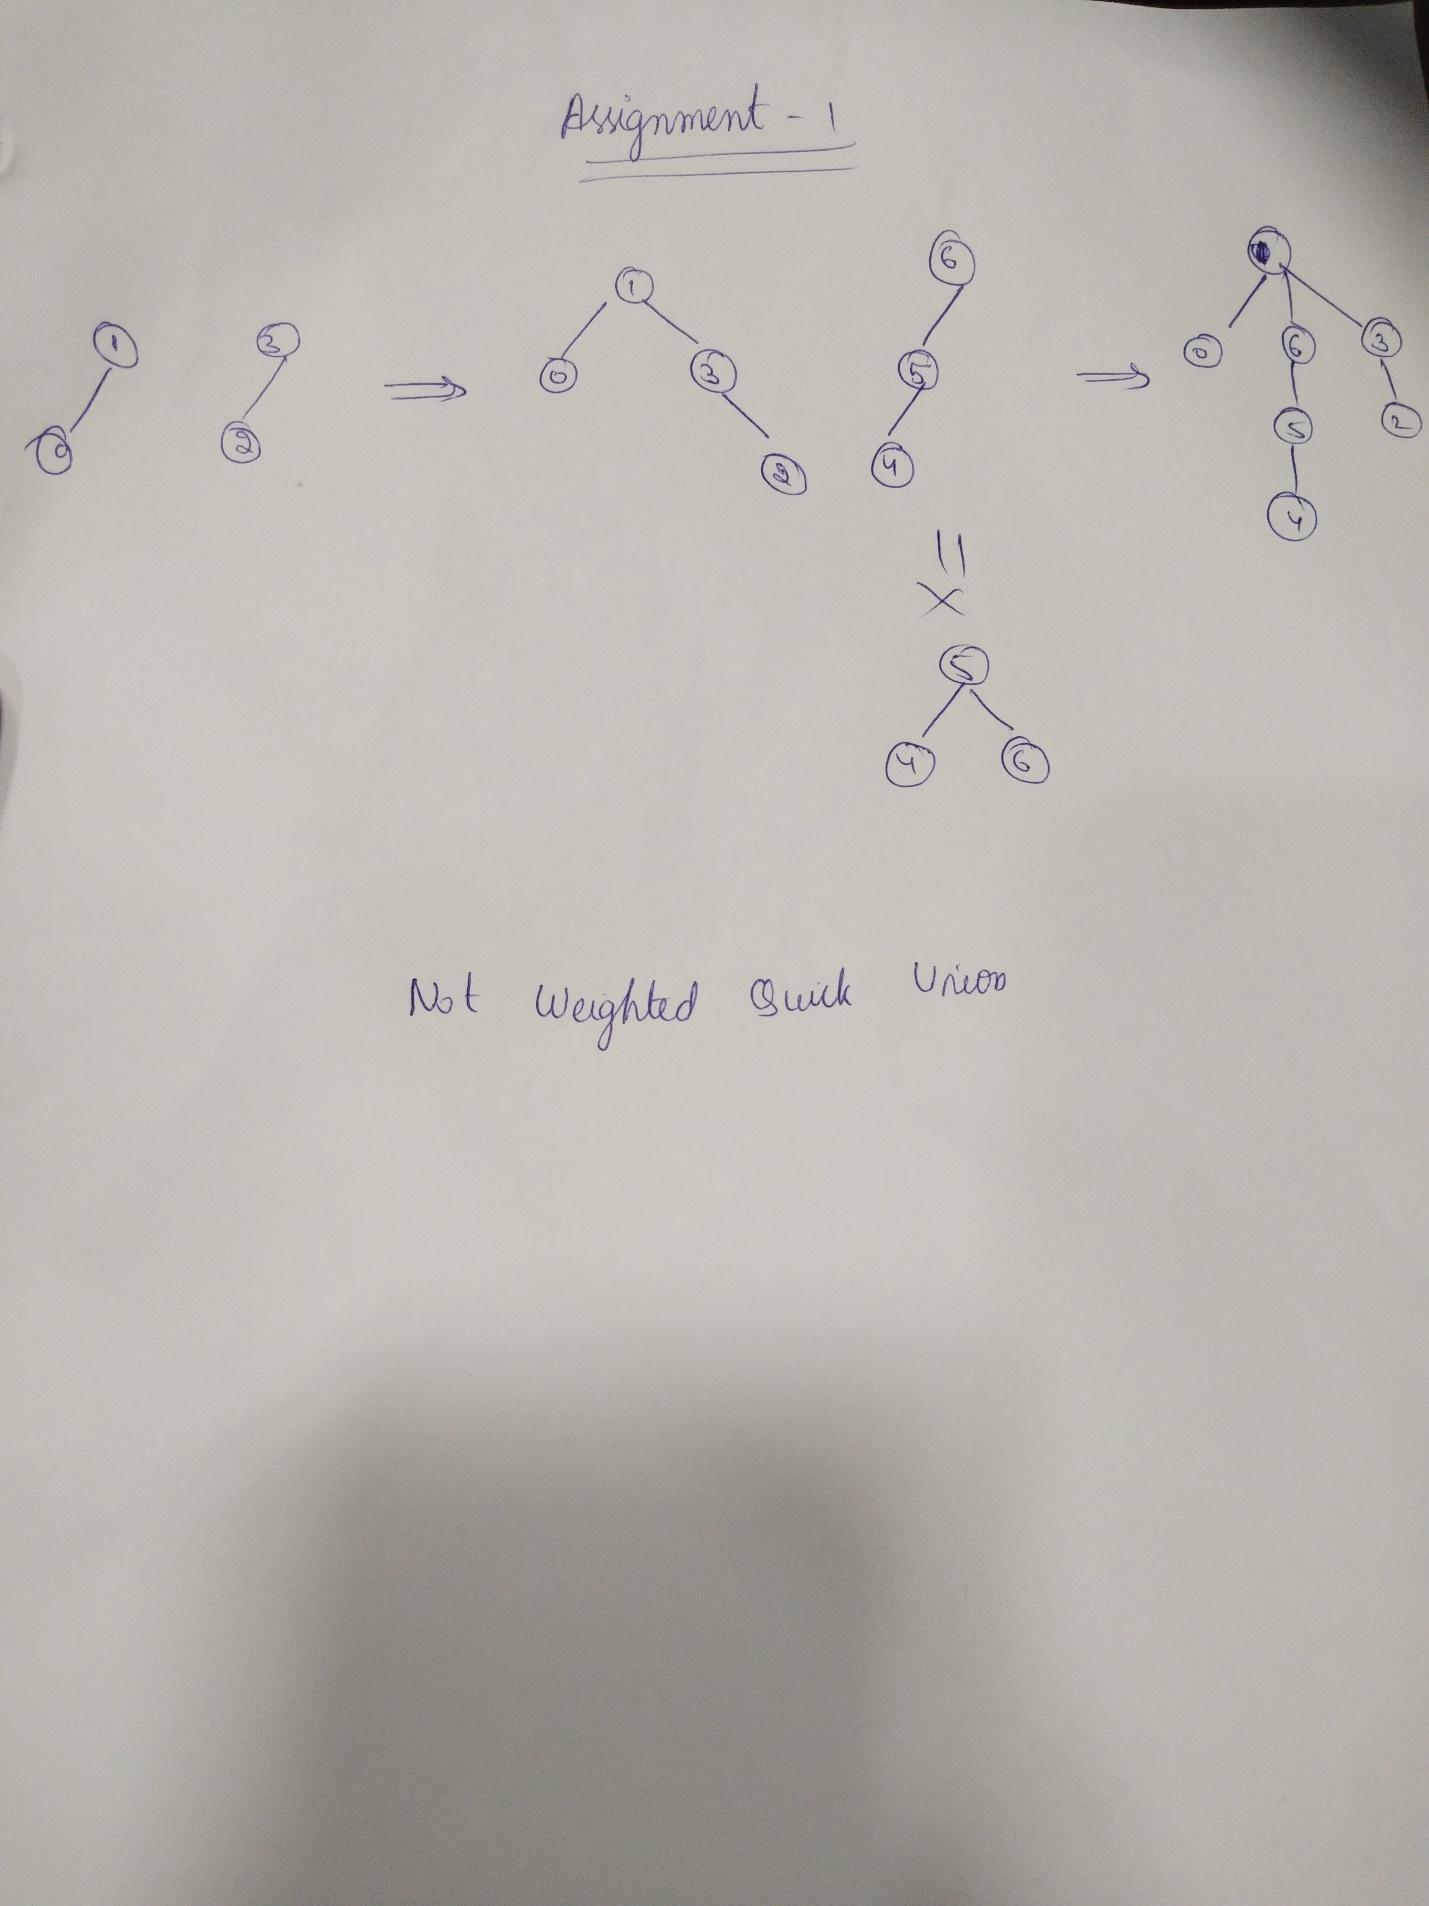 Assignment - 1
1 3 ⇒ 1 6 ⇒
0 2 0 3 5 0 6 3
2 4 5 2
4
5
4 6
Not Weighted Quick Union